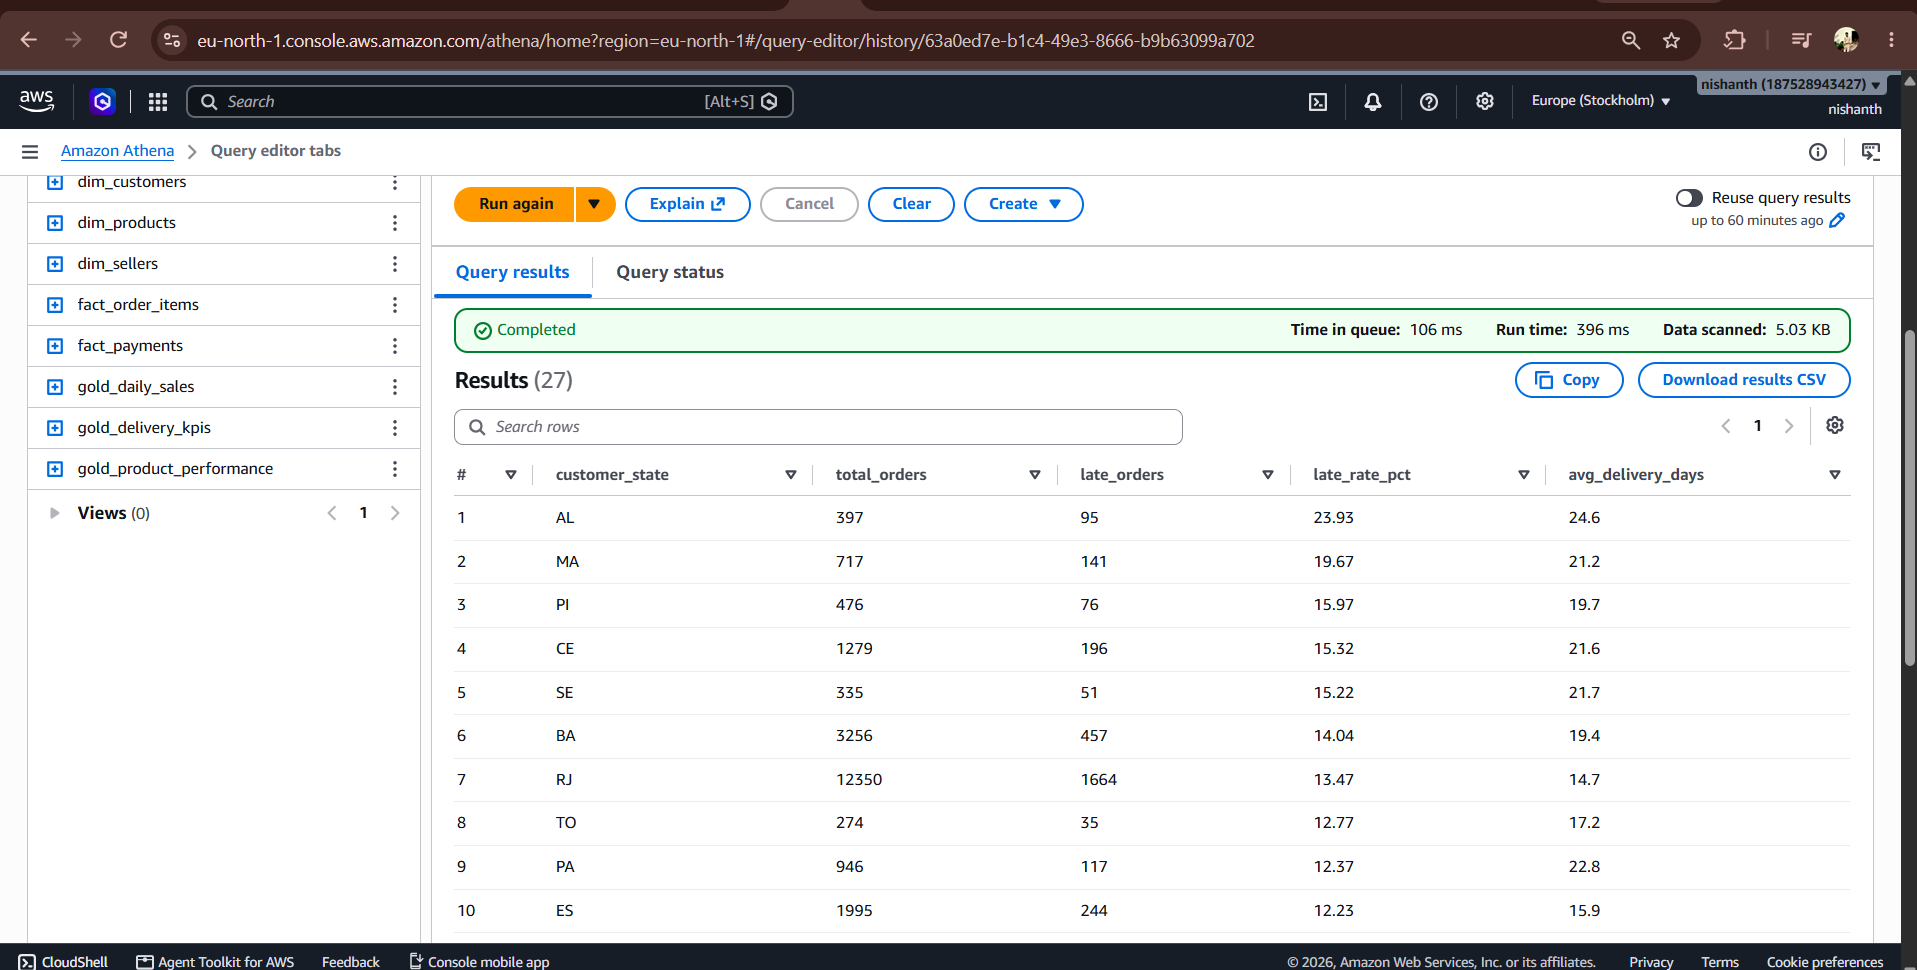 eu-north-1.console.aws.amazon.com/athena/home?region=eu-north-1#/query-editor/history/63a0ed7e-b1c4-49e3-8666-b9b63099a702
aws
Search
[Alt+S]
Europe (Stockholm)
nishanth (187528943427)
nishanth
Amazon Athena
Query editor tabs
dim_customers
dim_products
dim_sellers
fact_order_items
fact_payments
gold_daily_sales
gold_delivery_kpis
gold_product_performance
Views (0)
1
Run again
Explain
Cancel
Clear
Create
Reuse query results
up to 60 minutes ago
Query results
Query status
Completed
Time in queue: 106 ms Run time: 396 ms Data scanned: 5.03 KB
Results (27)
Copy
Download results CSV
Search rows
1
# customer_state total_orders late_orders late_rate_pct avg_delivery_days
1 AL 397 95 23.93 24.6
2 MA 717 141 19.67 21.2
3 PI 476 76 15.97 19.7
4 CE 1279 196 15.32 21.6
5 SE 335 51 15.22 21.7
6 BA 3256 457 14.04 19.4
7 RJ 12350 1664 13.47 14.7
8 TO 274 35 12.77 17.2
9 PA 946 117 12.37 22.8
10 ES 1995 244 12.23 15.9
CloudShell Agent Toolkit for AWS Feedback Console mobile app © 2026, Amazon Web Services, Inc. or its affiliates. Privacy Terms Cookie preferences